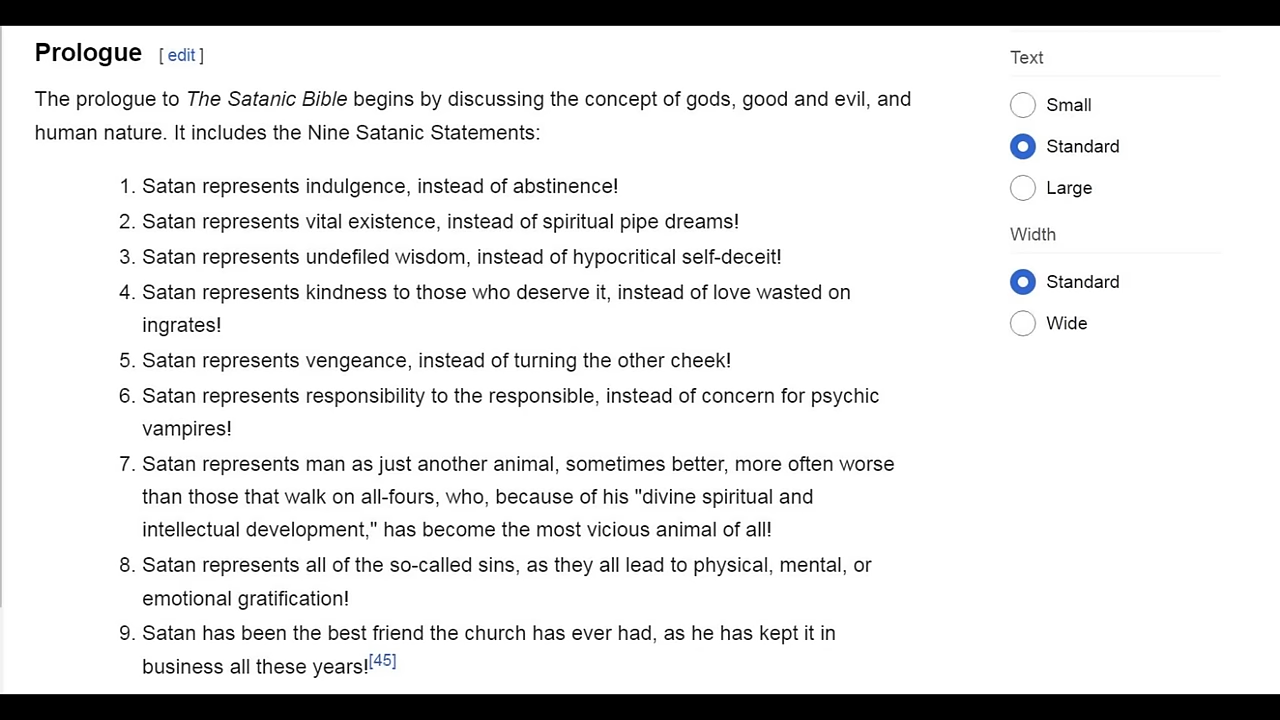 Prologue [ edit ]
The prologue to The Satanic Bible begins by discussing the concept of gods, good and evil, and
human nature. It includes the Nine Satanic Statements:
1. Satan represents indulgence, instead of abstinence!
2. Satan represents vital existence, instead of spiritual pipe dreams!
3. Satan represents undefiled wisdom, instead of hypocritical self-deceit!
4. Satan represents kindness to those who deserve it, instead of love wasted on
ingrates!
5. Satan represents vengeance, instead of turning the other cheek!
6. Satan represents responsibility to the responsible, instead of concern for psychic
vampires!
7. Satan represents man as just another animal, sometimes better, more often worse
than those that walk on all-fours, who, because of his "divine spiritual and
intellectual development," has become the most vicious animal of all!
8. Satan represents all of the so-called sins, as they all lead to physical, mental, or
emotional gratification!
9. Satan has been the best friend the church has ever had, as he has kept it in
business all these years![45]
Text
Small
Standard
Large
Width
Standard
Wide